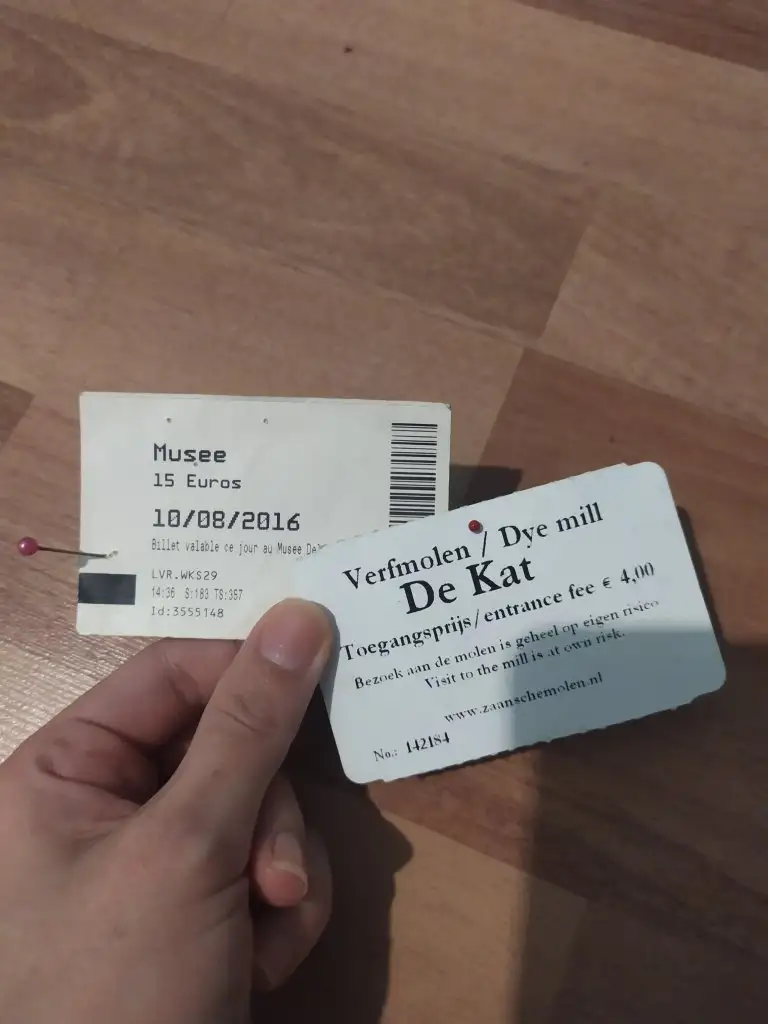 Musee
15 Euros
10/08/2016
Billet valable ce jour au Musee
LVR.WKS29
14:36 S:183 TS:357
Id:3555148
Verfmolen / Dye mill
De Kat
Toegangsprijs/entrance fee € 4,00
Bezoek aan de molen is geheel op eigen risico
Visit to the mill is at own risk.
www.zaanschemolen.nl
No.: 142184